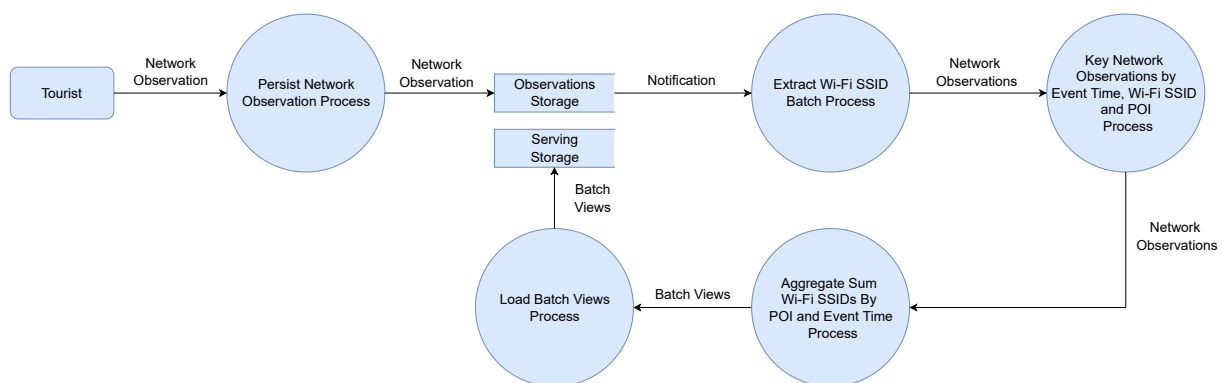 Tourist
Network
Observation
Persist Network
Observation Process
Network
Observation
Observations
Storage
Notification
Extract Wi-Fi SSID
Batch Process
Network
Observations
Key Network
Observations by
Event Time, Wi-Fi SSID
and POI
Process
Serving
Storage
Batch
Views
Network
Observations
Load Batch Views
Process
Batch Views
Aggregate Sum
Wi-Fi SSIDs By
POI and Event Time
Process